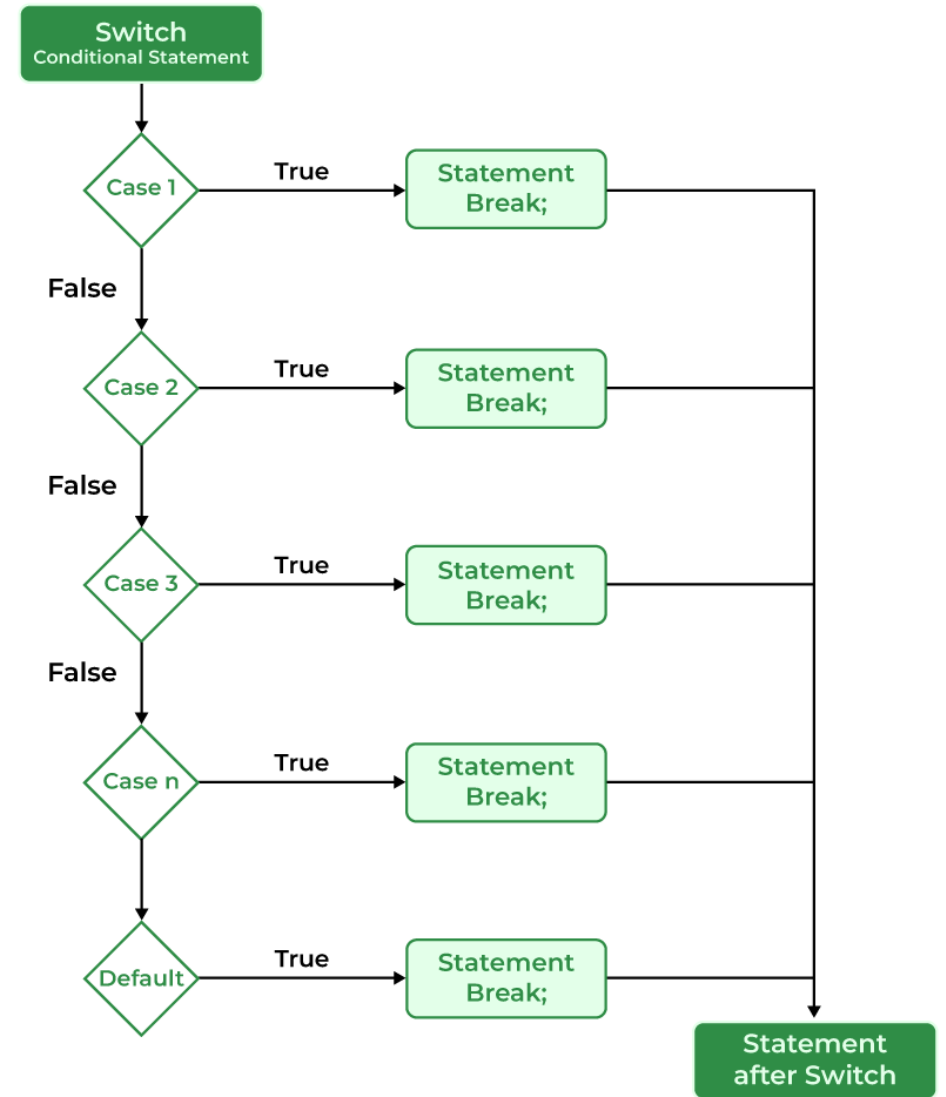 Switch
Conditional Statement
Case 1
True
Statement
Break;
False
Case 2
True
Statement
Break;
False
Case 3
True
Statement
Break;
False
Case n
True
Statement
Break;
Default
True
Statement
Break;
Statement
after Switch